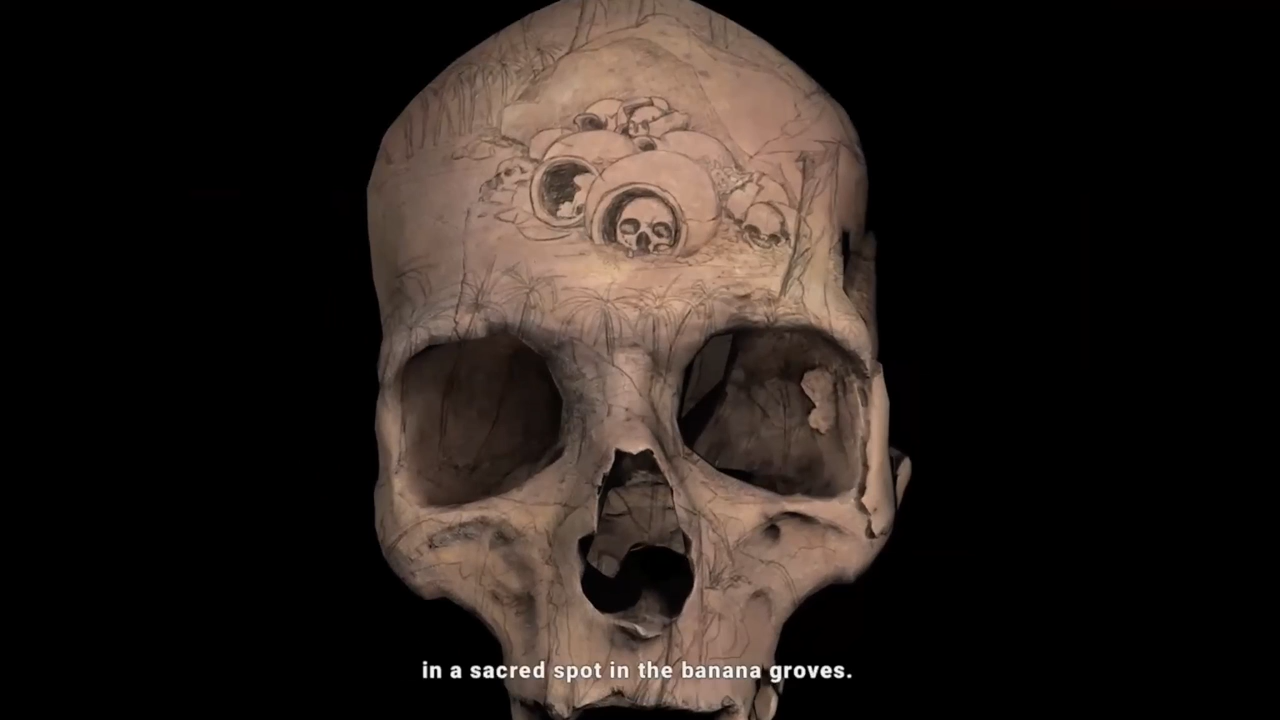 in a sacred spot in the banana groves.